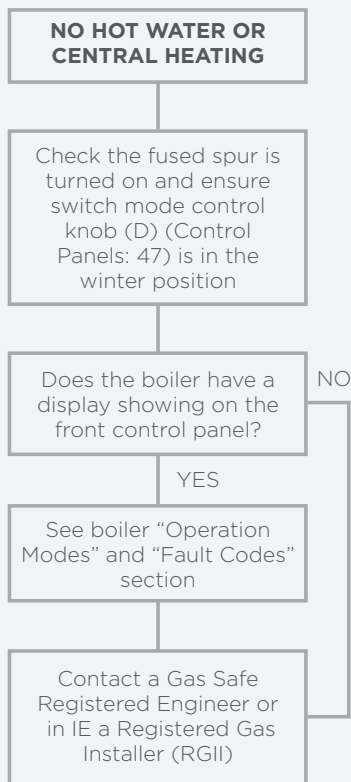 NO HOT WATER OR
CENTRAL HEATING
Check the fused spur is
turned on and ensure
switch mode control
knob (D) (Control
Panels: 47) is in the
winter position
Does the boiler have a
display showing on the
front control panel?
NO
YES
See boiler “Operation
Modes” and “Fault Codes”
section
Contact a Gas Safe
Registered Engineer or
in IE a Registered Gas
Installer (RGII)